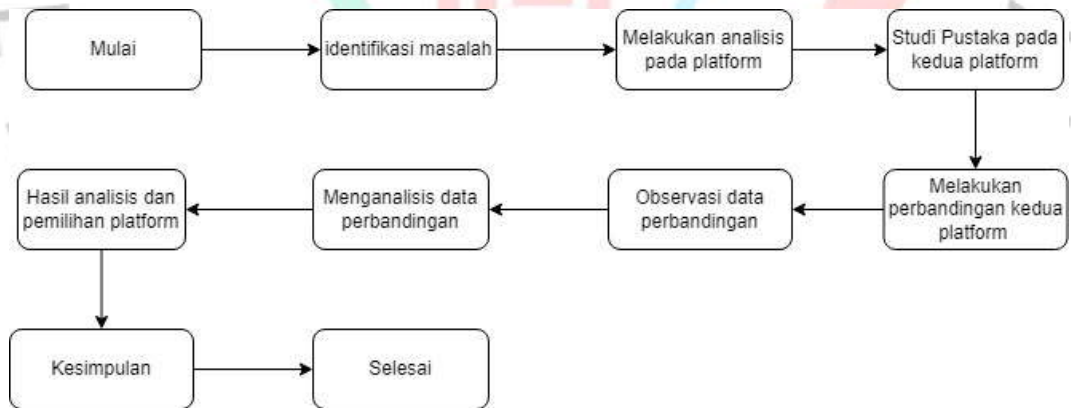 Mulai
identifikasi masalah
Melakukan analisis
pada platform
Studi Pustaka pada
kedua platform
Melakukan
perbandingan kedua
platform
Observasi data
perbandingan
Menganalisis data
perbandingan
Hasil analisis dan
pemilihan platform
Kesimpulan
Selesai